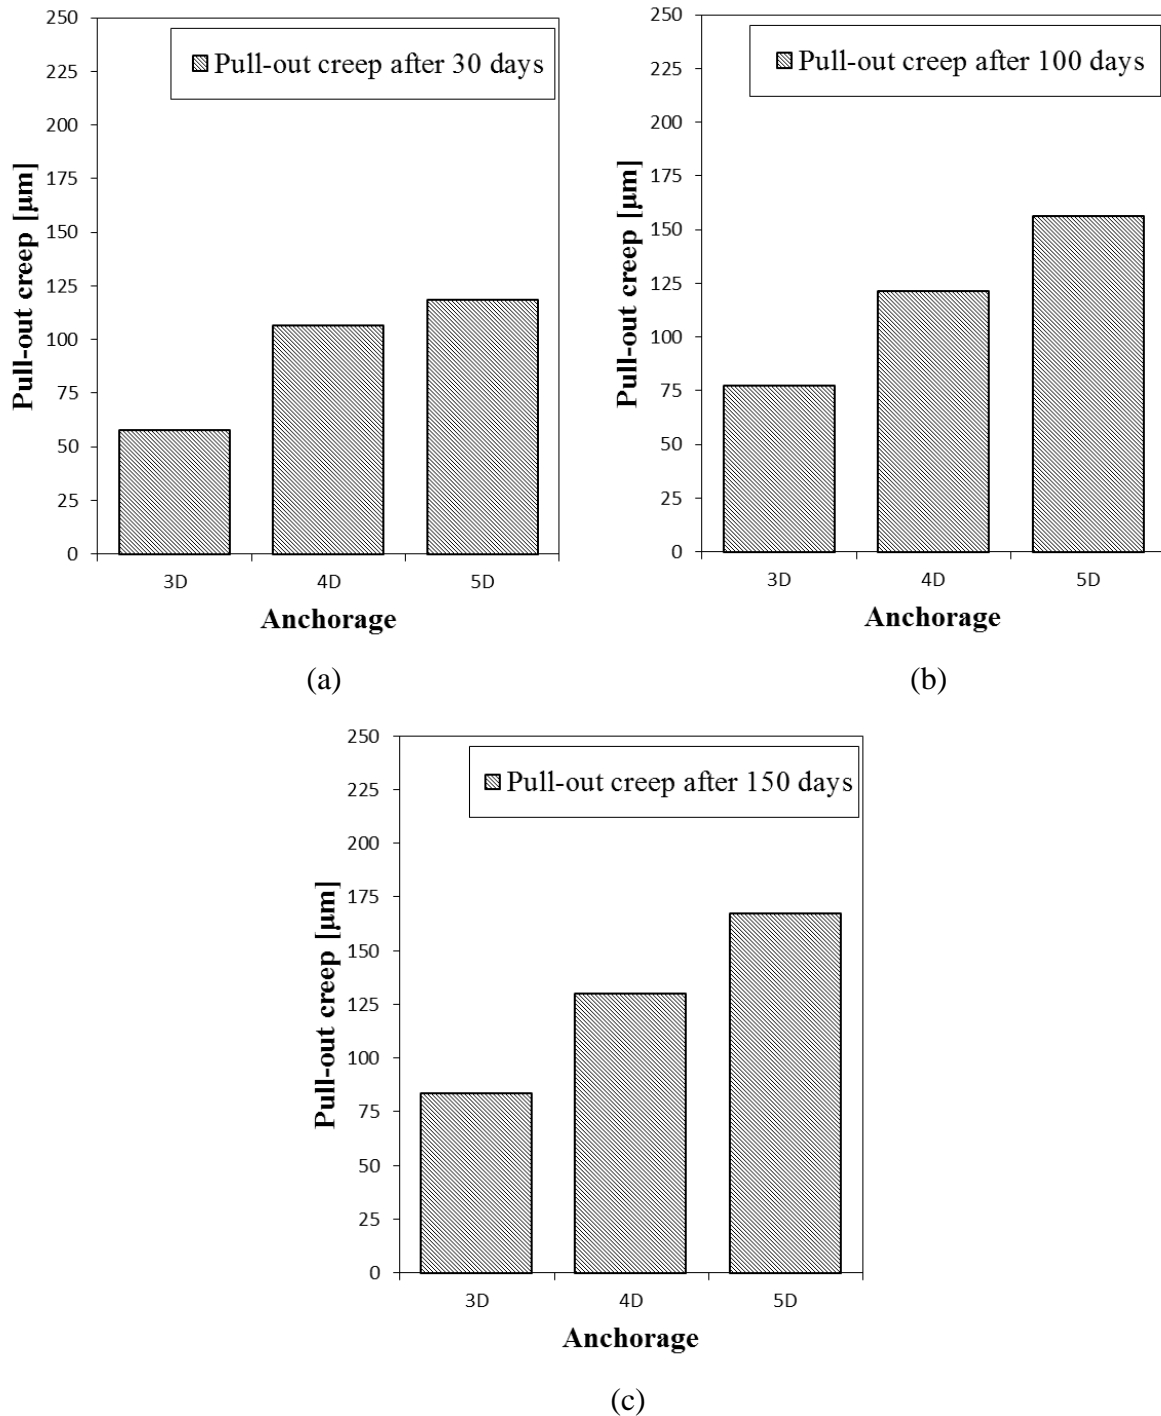 Pull-out creep after 30 days
250
225
200
175
150
125
100
75
50
25
0
Pull-out creep [µm]
3D 4D 5D
Anchorage
(a)
Pull-out creep after 100 days
250
225
200
175
150
125
100
75
50
25
0
Pull-out creep [µm]
3D 4D 5D
Anchorage
(b)
Pull-out creep after 150 days
250
225
200
175
150
125
100
75
50
25
0
Pull-out creep [µm]
3D 4D 5D
Anchorage
(c)